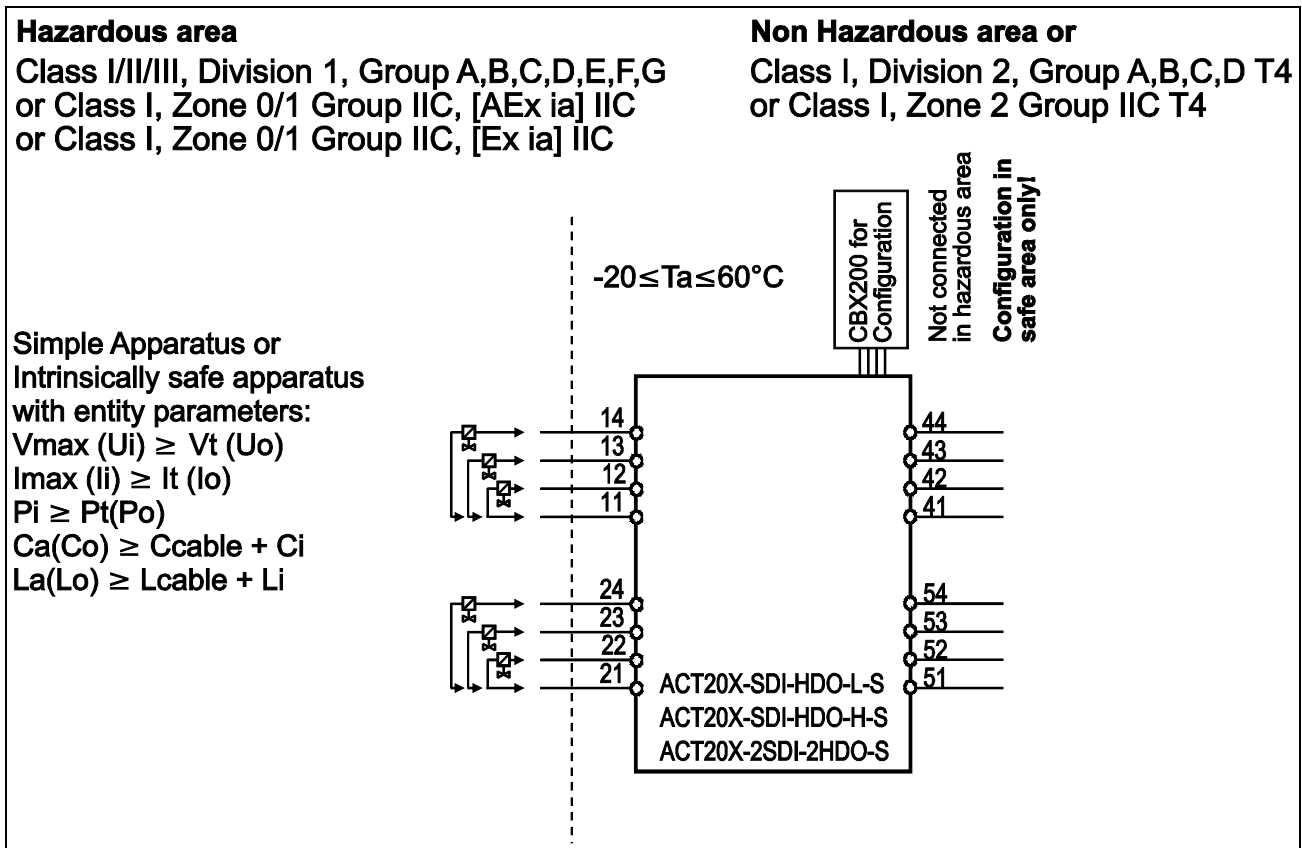 Hazardous area
Class I/II/III, Division 1, Group A,B,C,D,E,F,G
or Class I, Zone 0/1 Group IIC, [AEx ia] IIC
or Class I, Zone 0/1 Group IIC, [Ex ia] IIC
Non Hazardous area or
Class I, Division 2, Group A,B,C,D T4
or Class I, Zone 2 Group IIC T4
-20≤Ta≤60°C
CBX200 for
Configuration
Not connected
in hazardous area
Configuration in
safe area only!
Simple Apparatus or
Intrinsically safe apparatus
with entity parameters:
Vmax (Ui) ≥ Vt (Uo)
Imax (Ii) ≥ It (Io)
Pi ≥ Pt(Po)
Ca(Co) ≥ Ccable + Ci
La(Lo) ≥ Lcable + Li
14
13
12
11
24
23
22
21
44
43
42
41
54
53
52
51
ACT20X-SDI-HDO-L-S
ACT20X-SDI-HDO-H-S
ACT20X-2SDI-2HDO-S